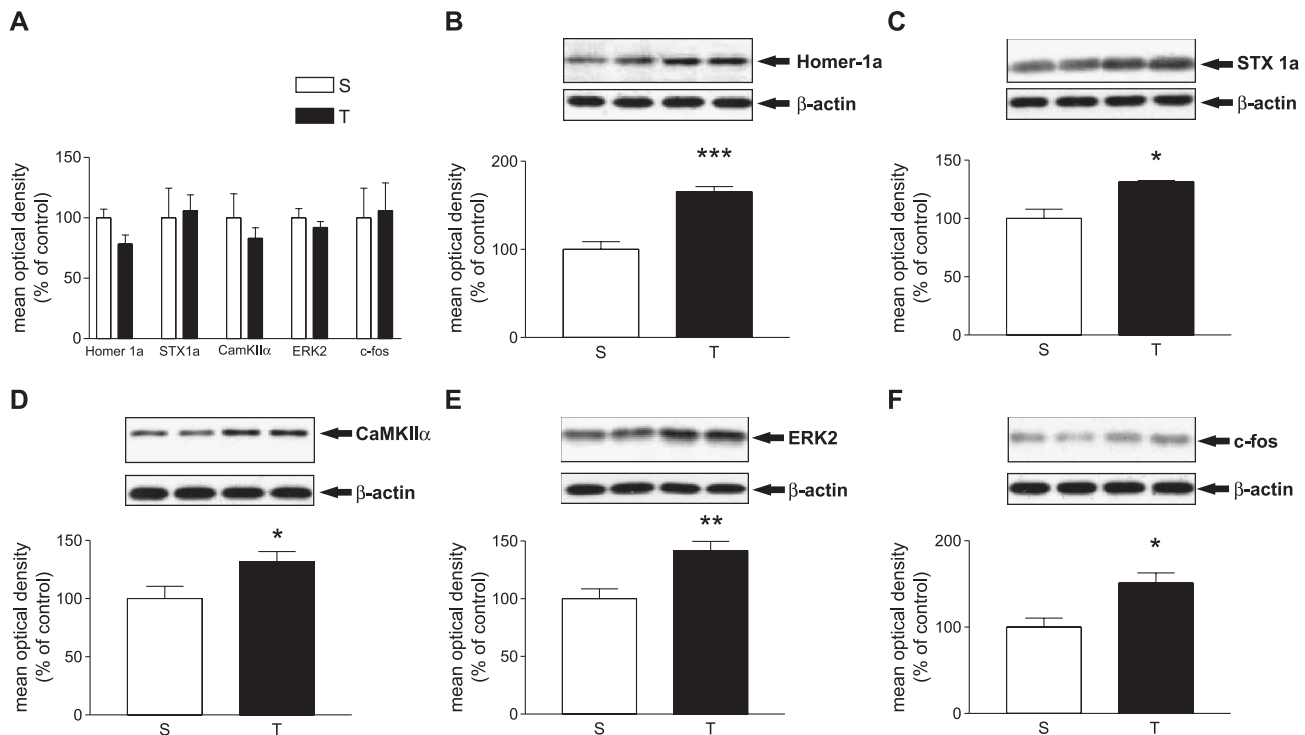 A
S
T
mean optical density
(% of control)
150
100
50
0
Homer 1a STX1a CamKIIα ERK2 c-fos
B
Homer-1a
β-actin
mean optical density
(% of control)
200
***
100
0
S T
C
STX 1a
β-actin
mean optical density
(% of control)
150
*
100
50
0
S T
D
CaMKIIα
β-actin
mean optical density
(% of control)
150
*
100
50
0
S T
E
ERK2
β-actin
mean optical density
(% of control)
150
**
100
50
0
S T
F
c-fos
β-actin
mean optical density
(% of control)
200
*
150
100
50
0
S T